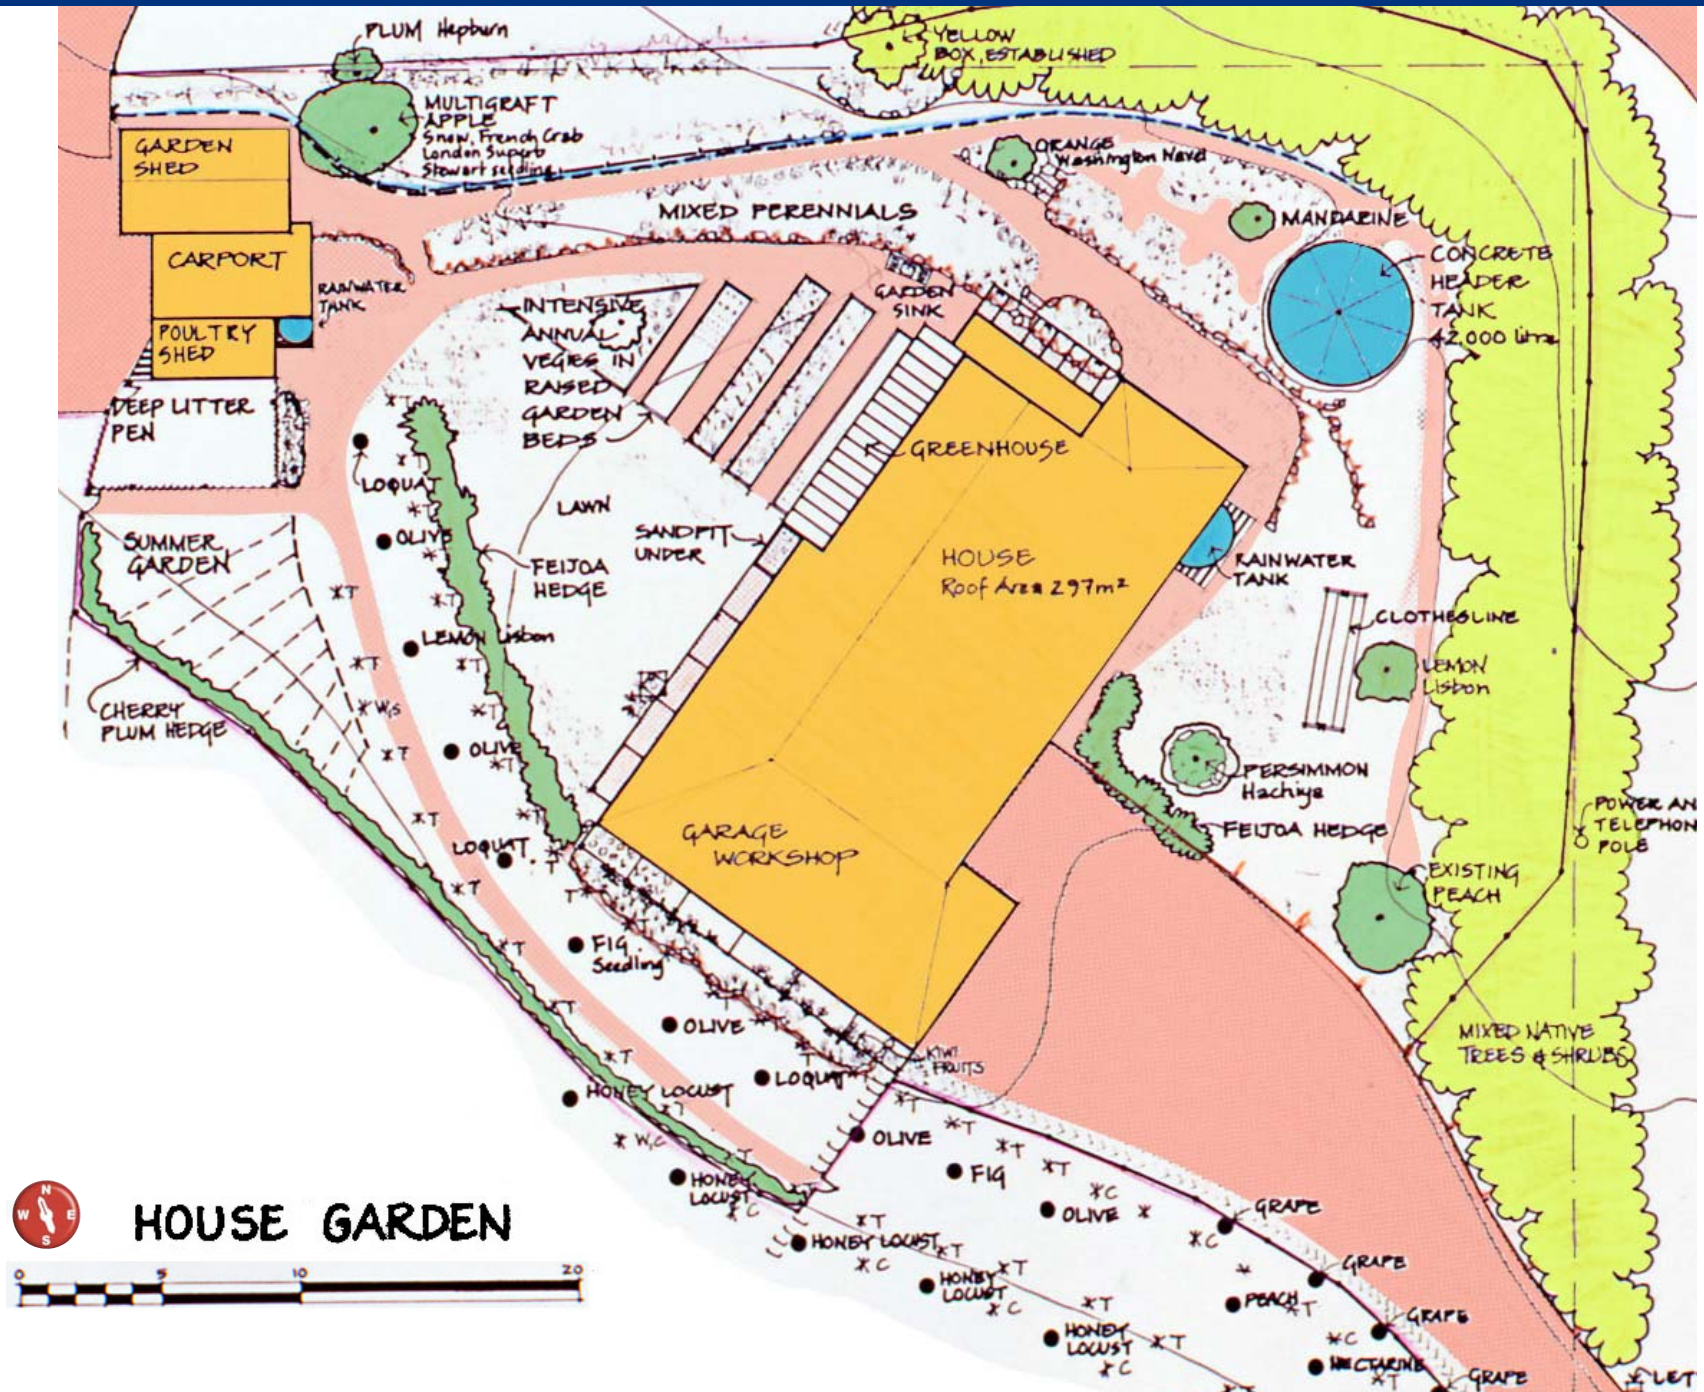 PLUM Hepburn
YELLOW
BOX, ESTABLISHED
MULTIGRAFT
APPLE
Snow, French Crab
London Superb
Stewart seedling
GARDEN
SHED
ORANGE
Washington Navel
MIXED PERENNIALS
MANDARINE
CARPORT
CONCRETE
HEADER
TANK
42,000 litre
RAINWATER
TANK
GARDEN
SINK
INTENSIVE
ANNUAL
VEGIES IN
RAISED
GARDEN
BEDS
POULTRY
SHED
DEEP LITTER
PEN
GREENHOUSE
LOQUAT
LAWN
OLIVE
SANDPIT
UNDER
SUMMER
GARDEN
FEIJOA
HEDGE
HOUSE
Roof Area 297m²
RAINWATER
TANK
CLOTHESLINE
LEMON Lisbon
LEMON
Lisbon
CHERRY
PLUM HEDGE
OLIVE
PERSIMMON
Hachiya
FEIJOA HEDGE
POWER AN
TELEPHON
POLE
GARAGE
WORKSHOP
LOQUAT
EXISTING
PEACH
FIG
Seedling
OLIVE
MIXED NATIVE
TREES & SHRUBS
KIWI
FRUITS
LOQUAT
HONEY LOCUST
OLIVE
FIG
HONEY
LOCUST
OLIVE
GRAPE
HONEY LOCUST
GRAPE
HONEY
LOCUST
PEACH
GRAPE
HONEY
LOCUST
NECTARINE
GRAPE
LET
N
W E
S
HOUSE GARDEN
0 5 10 20